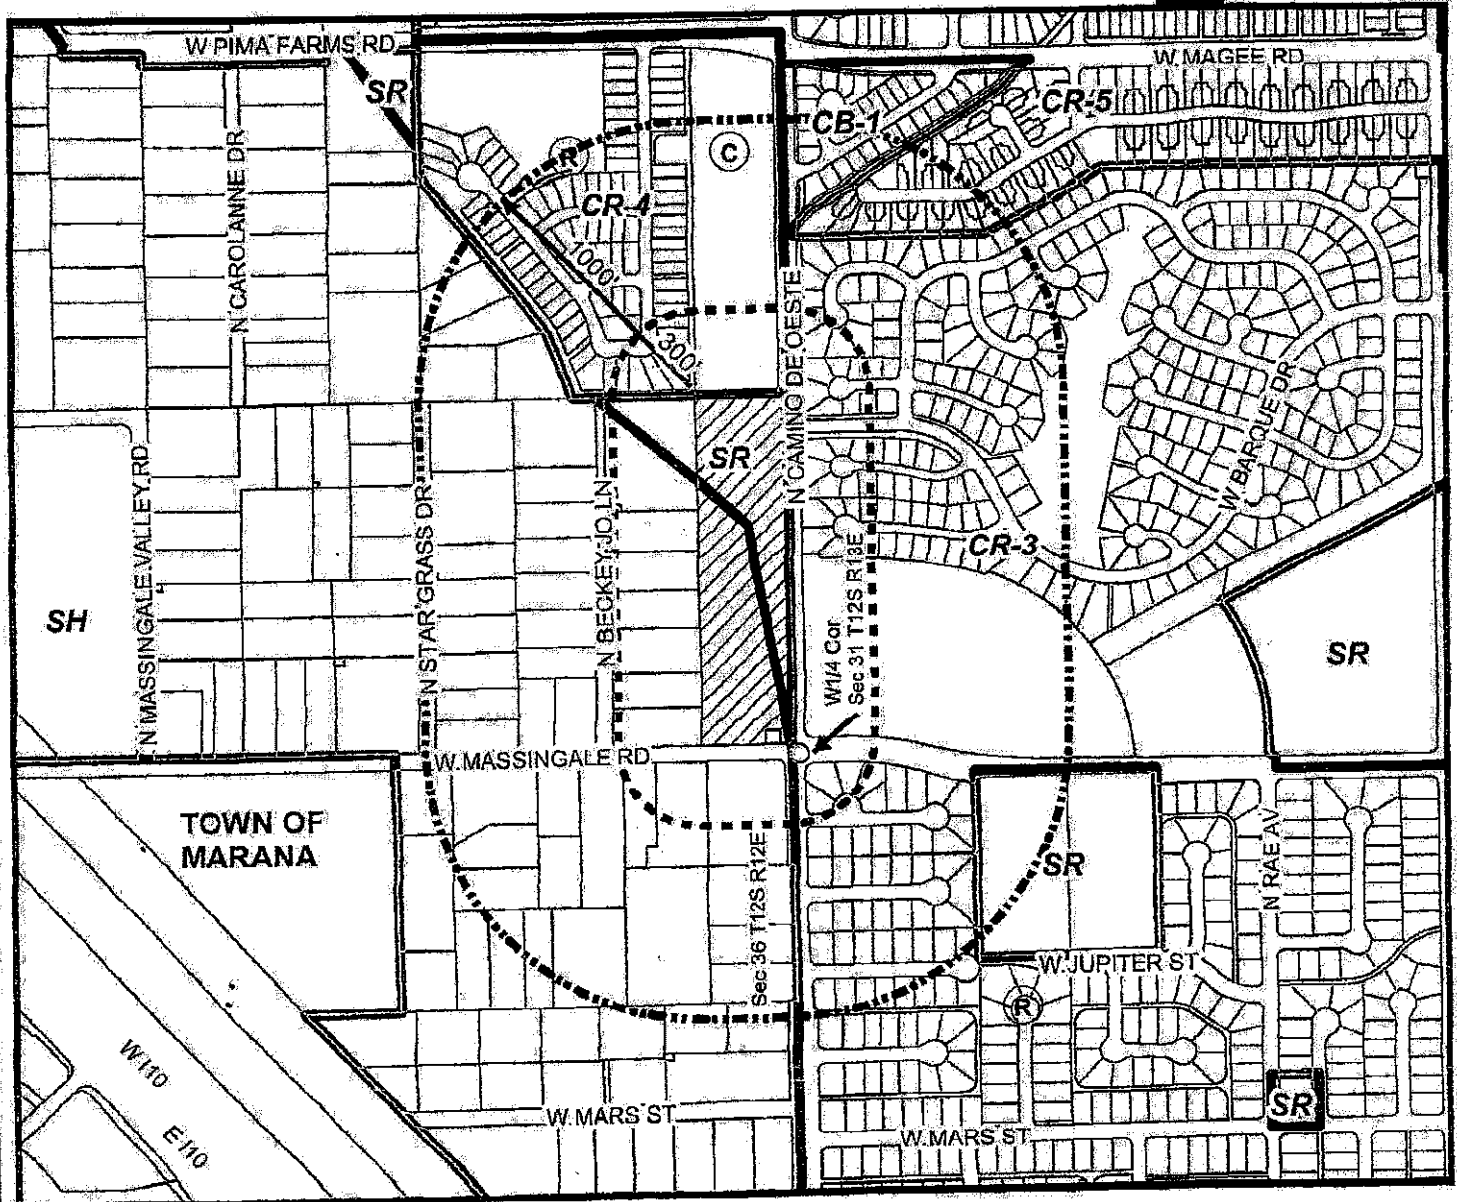 W PIMA FARMS RD
W MAGEE RD
SR
CR-5
CB-1
R
C
N CAROLANNE DR
CR-4
1000'
300'
N CAMINO DE OESTE
W BARQUE DR
SR
N MASSINGALE VALLEY RD
N STAR GRASS DR
N BECKEY JO LN
CR-3
SH
W1/4 Cor
Sec 31 T12S R13E
SR
W MASSINGALE RD
TOWN OF
MARANA
Sec 36 T12S R12E
SR
N RAE AV
W JUPITER ST
R
W I10
E I10
W MARS ST
SR
W MARS ST